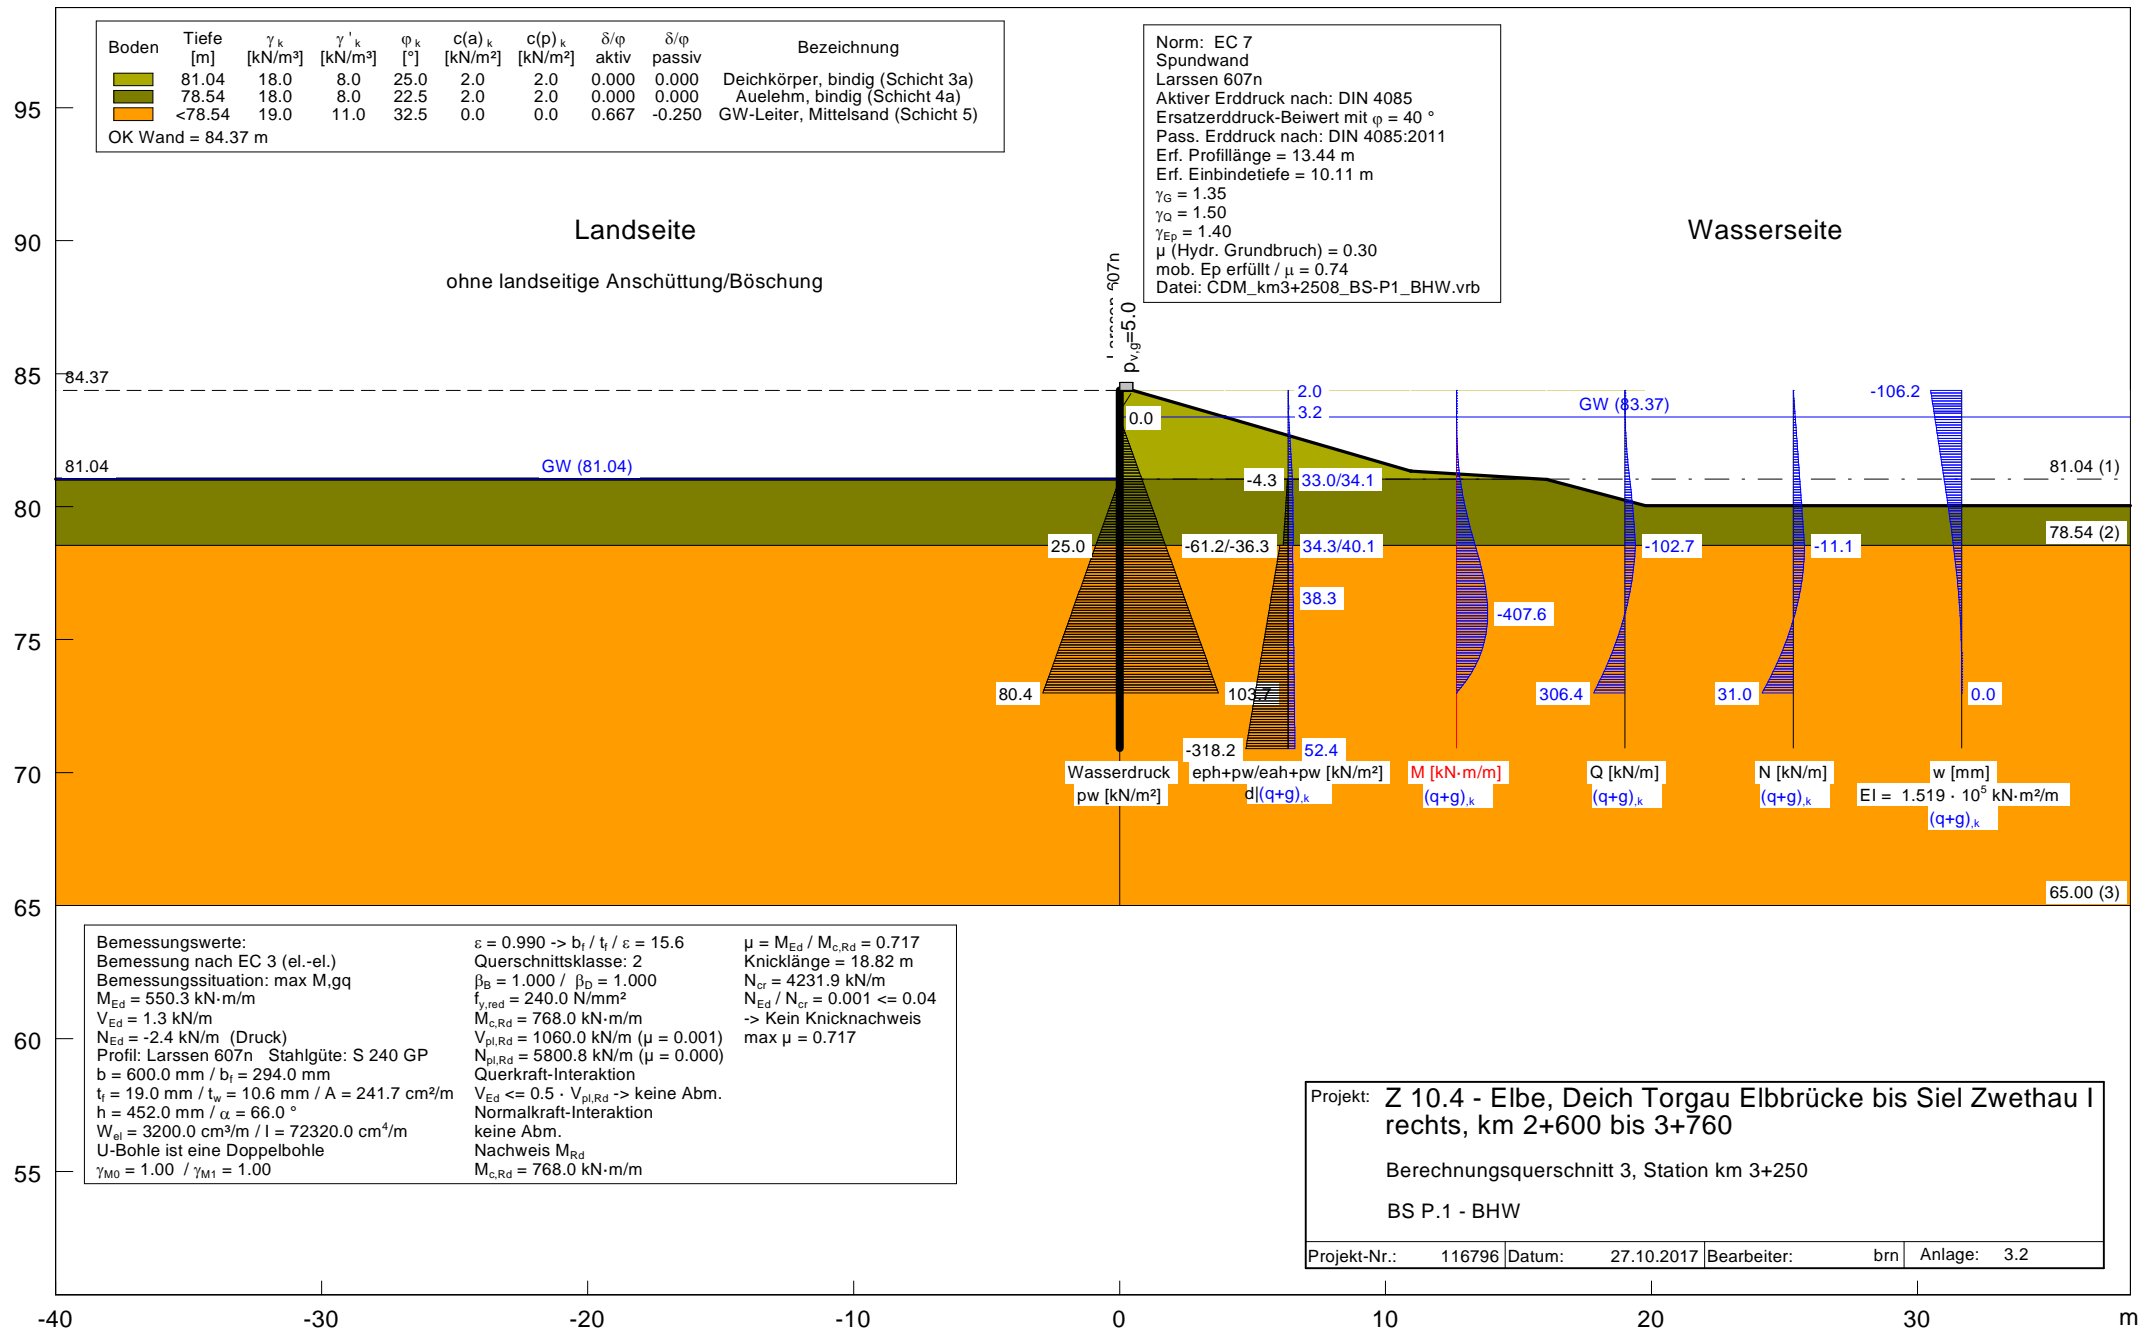 Boden Tiefe [m] γk [kN/m³] γ'k [kN/m³] φk [°] c(a)k [kN/m²] c(p)k [kN/m²] δ/φ aktiv δ/φ passiv Bezeichnung
81.04 18.0 8.0 25.0 2.0 2.0 0.000 0.000 Deichkörper, bindig (Schicht 3a)
78.54 18.0 8.0 22.5 2.0 2.0 0.000 0.000 Auelehm, bindig (Schicht 4a)
<78.54 19.0 11.0 32.5 0.0 0.0 0.667 -0.250 GW-Leiter, Mittelsand (Schicht 5)
OK Wand = 84.37 m
Norm: EC 7
Spundwand
Larssen 607n
Aktiver Erddruck nach: DIN 4085
Ersatzerddruck-Beiwert mit φ = 40 °
Pass. Erddruck nach: DIN 4085:2011
Erf. Profillänge = 13.44 m
Erf. Einbindetiefe = 10.11 m
γG = 1.35
γQ = 1.50
γEp = 1.40
μ (Hydr. Grundbruch) = 0.30
mob. Ep erfüllt / μ = 0.74
Datei: CDM_km3+2508_BS-P1_BHW.vrb
Landseite
Wasserseite
ohne landseitige Anschüttung/Böschung
Larssen 607n
pv,g=5.0
95
90
85
80
75
70
65
60
55
84.37
2.0
-106.2
3.2
GW (83.37)
0.0
81.04
GW (81.04)
-4.3
33.0/34.1
81.04 (1)
25.0
-61.2/-36.3
34.3/40.1
-102.7
-11.1
78.54 (2)
38.3
-407.6
80.4
103.7
306.4
31.0
0.0
-318.2
52.4
Wasserdruck
pw [kN/m²]
eph+pw/eah+pw [kN/m²]
d|(q+g),k
M [kN·m/m]
(q+g),k
Q [kN/m]
(q+g),k
N [kN/m]
(q+g),k
w [mm]
EI = 1.519 · 10⁵ kN·m²/m
(q+g),k
65.00 (3)
Bemessungswerte:
Bemessung nach EC 3 (el.-el.)
Bemessungssituation: max M,gq
MEd = 550.3 kN·m/m
VEd = 1.3 kN/m
NEd = -2.4 kN/m (Druck)
Profil: Larssen 607n Stahlgüte: S 240 GP
b = 600.0 mm / bf = 294.0 mm
tf = 19.0 mm / tw = 10.6 mm / A = 241.7 cm²/m
h = 452.0 mm / α = 66.0 °
Wel = 3200.0 cm³/m / I = 72320.0 cm⁴/m
U-Bohle ist eine Doppelbohle
γM0 = 1.00 / γM1 = 1.00
ε = 0.990 -> bf / tf / ε = 15.6
Querschnittsklasse: 2
βB = 1.000 / βD = 1.000
fy,red = 240.0 N/mm²
Mc,Rd = 768.0 kN·m/m
Vpl,Rd = 1060.0 kN/m (μ = 0.001)
Npl,Rd = 5800.8 kN/m (μ = 0.000)
Querkraft-Interaktion
VEd <= 0.5 · Vpl,Rd -> keine Abm.
Normalkraft-Interaktion
keine Abm.
Nachweis MRd
Mc,Rd = 768.0 kN·m/m
μ = MEd / Mc,Rd = 0.717
Knicklänge = 18.82 m
Ncr = 4231.9 kN/m
NEd / Ncr = 0.001 <= 0.04
-> Kein Knicknachweis
max μ = 0.717
Projekt: Z 10.4 - Elbe, Deich Torgau Elbbrücke bis Siel Zwethau I
rechts, km 2+600 bis 3+760
Berechnungsquerschnitt 3, Station km 3+250
BS P.1 - BHW
Projekt-Nr.: 116796 Datum: 27.10.2017 Bearbeiter: brn Anlage: 3.2
-40 -30 -20 -10 0 10 20 30 m